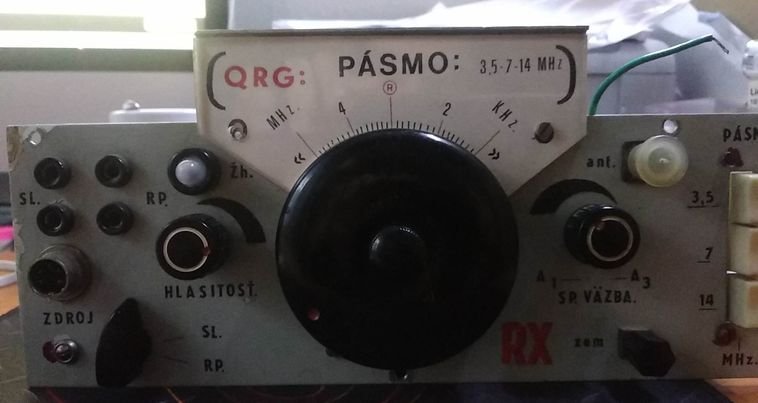 QRG: PÁSMO: 3,5-7-14 MHz
MHz. 4 R 2 KHz.
« »
SL. RP. Žh.
ant.
3,5
7
14
MHz.
HLASITOSŤ.
A1 A3
SP. VÄZBA.
ZDROJ
SL.
RP.
RX
zem